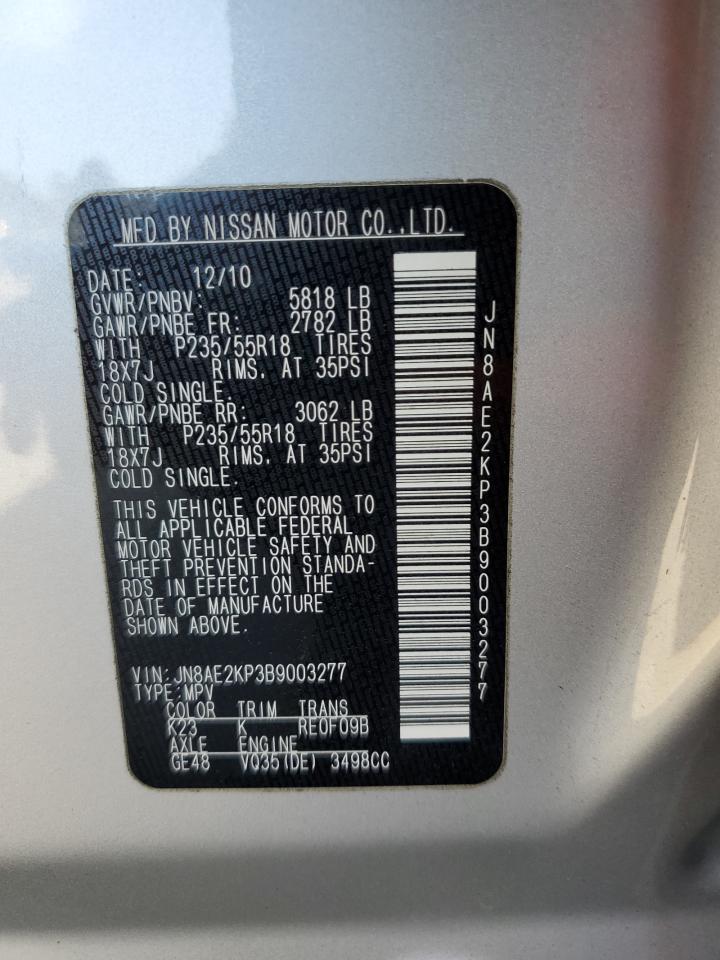 MFD BY NISSAN MOTOR CO.,LTD.
DATE: 12/10
GVWR/PNBV: 5818 LB
GAWR/PNBE FR: 2782 LB
WITH P235/55R18 TIRES
18X7J RIMS, AT 35PSI
COLD SINGLE.
GAWR/PNBE RR: 3062 LB
WITH P235/55R18 TIRES
18X7J RIMS, AT 35PSI
COLD SINGLE.
THIS VEHICLE CONFORMS TO
ALL APPLICABLE FEDERAL
MOTOR VEHICLE SAFETY AND
THEFT PREVENTION STANDA-
RDS IN EFFECT ON THE
DATE OF MANUFACTURE
SHOWN ABOVE.
VIN: JN8AE2KP3B9003277
TYPE: MPV
COLOR TRIM TRANS
K23 K RE0F09B
AXLE ENGINE
GE48 VQ35(DE) 3498CC
JN8AE2KP3B9003277